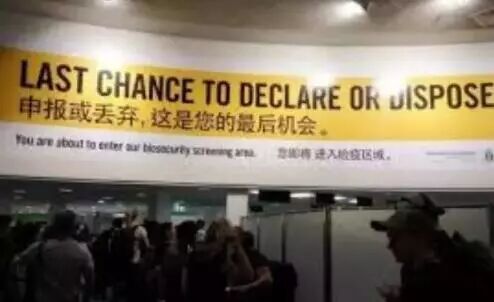 LAST CHANCE TO DECLARE OR DISPOSE
申报或丢弃，这是您的最后机会。
You are about to enter our biosecurity screening area. 您即将 进入检疫区域。